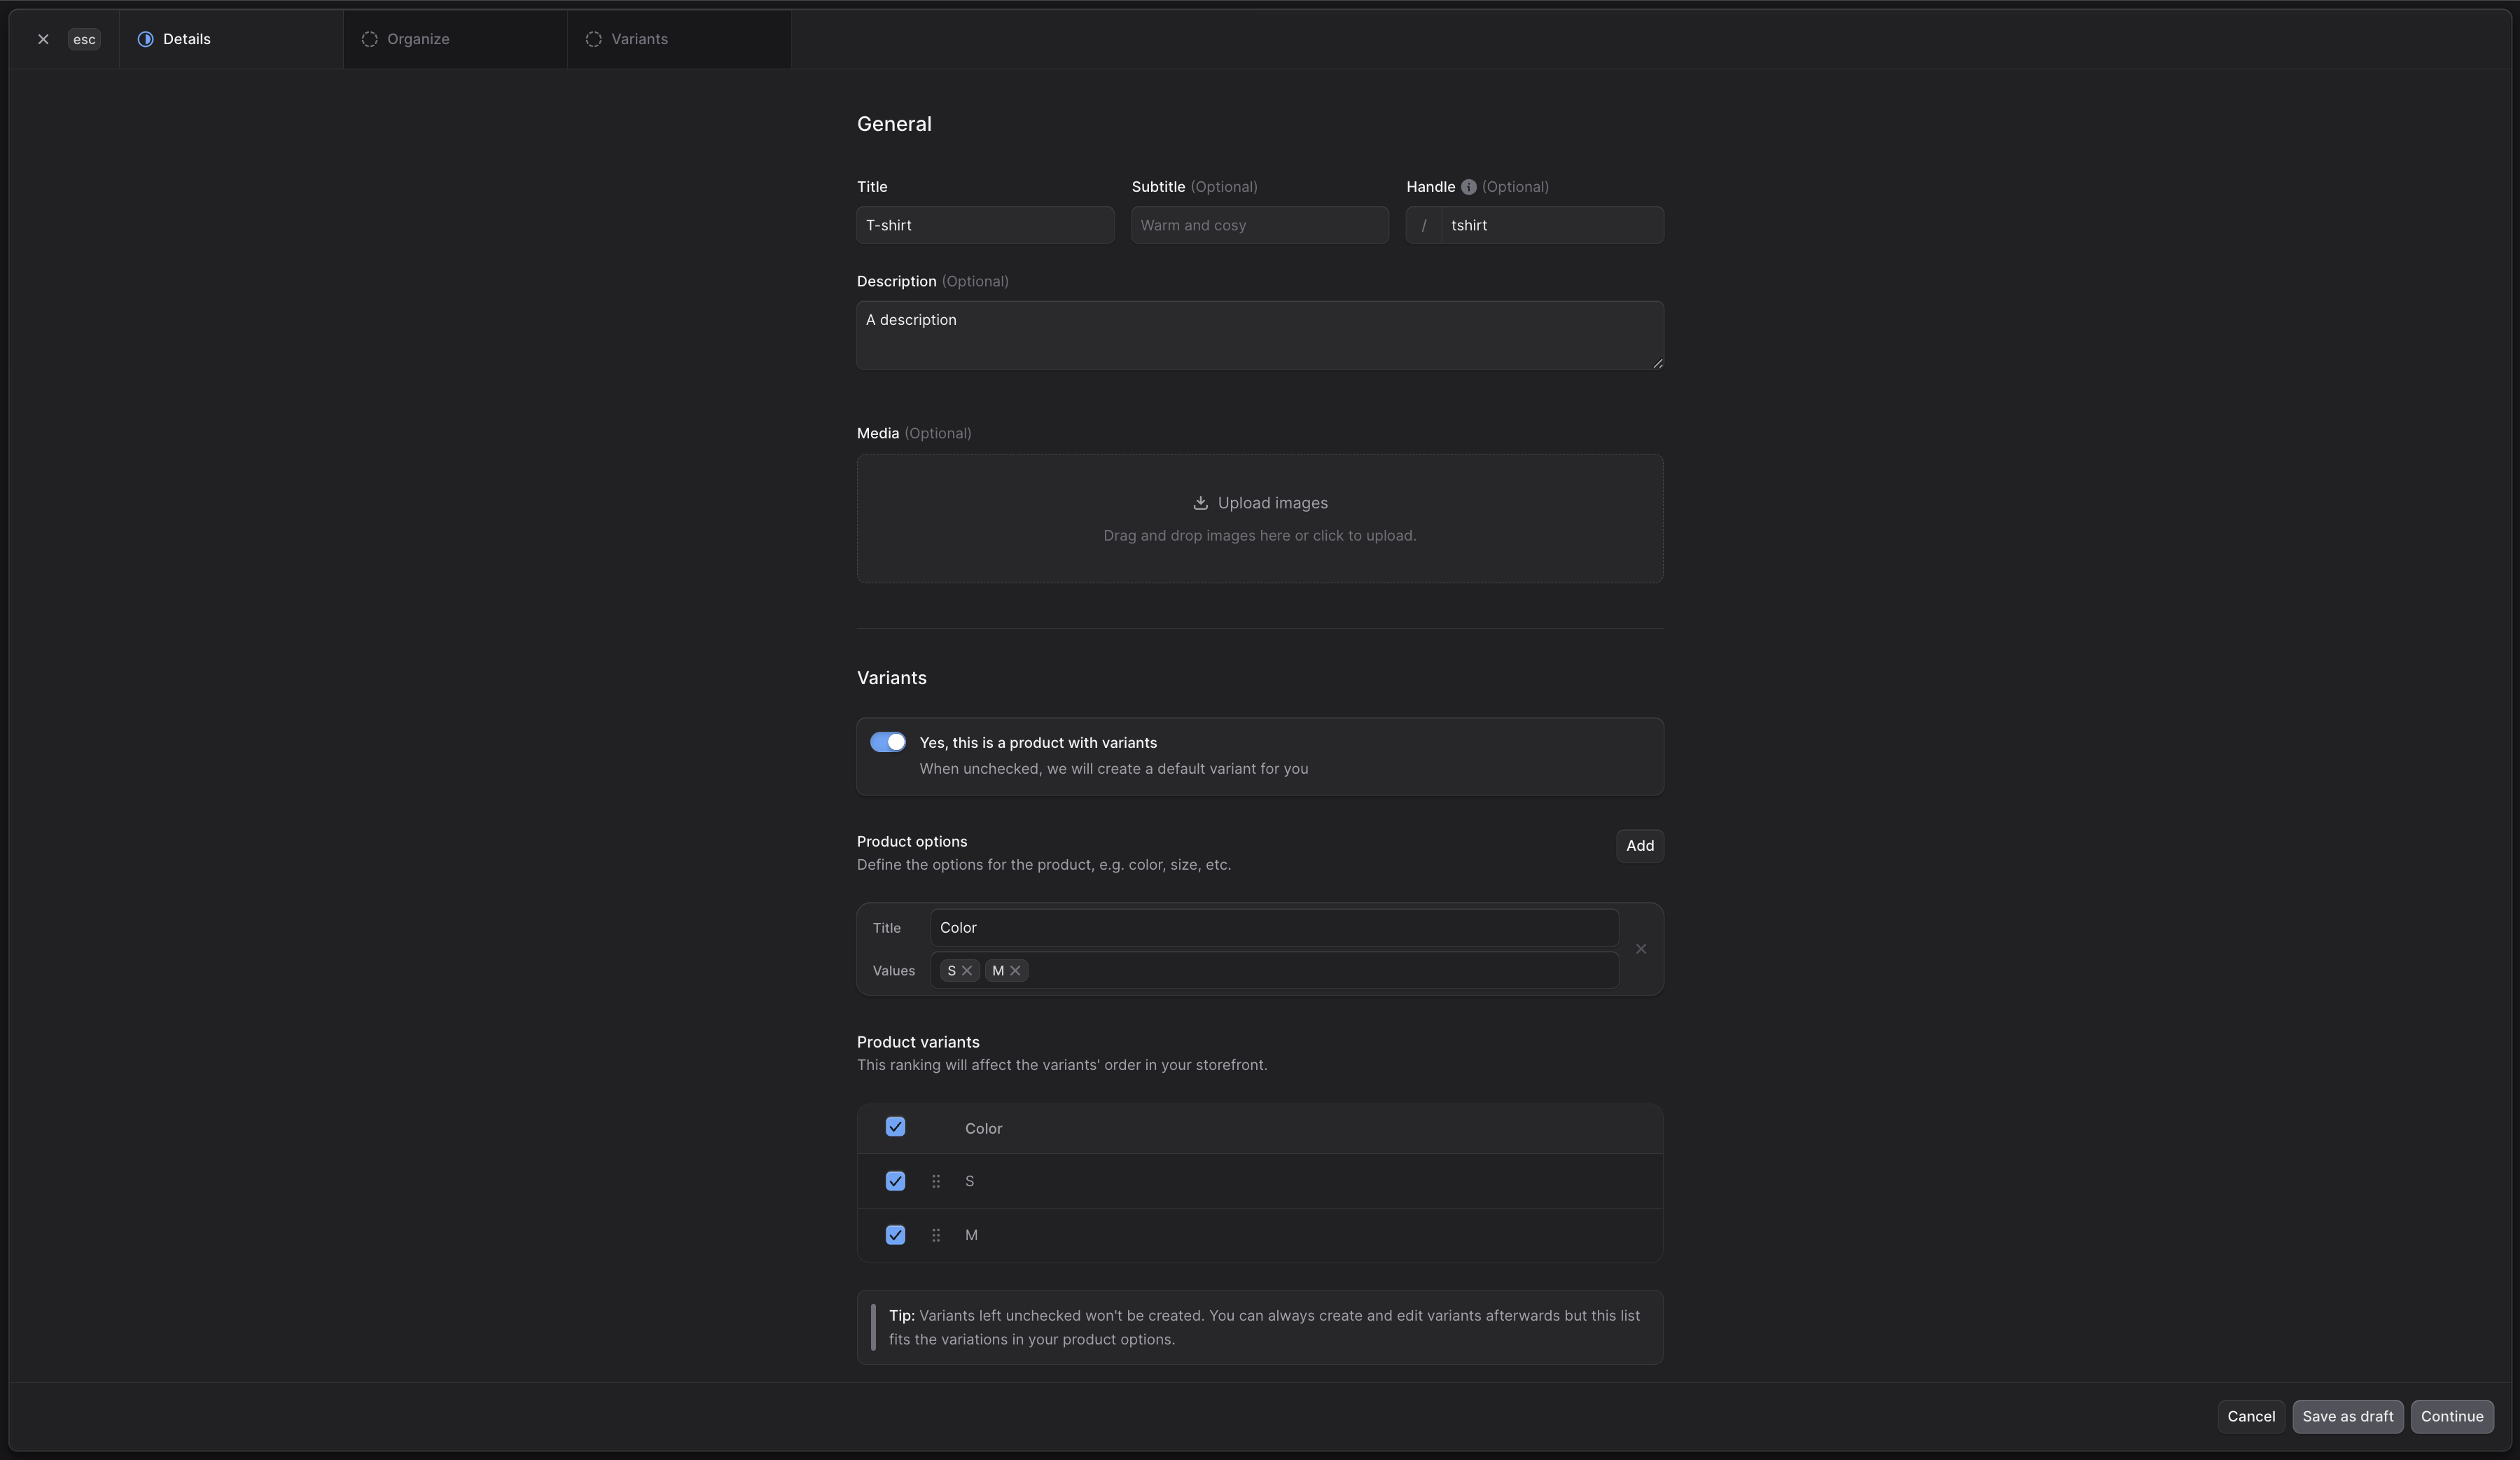 esc
Details
Organize
Variants
General
Title
Subtitle (Optional)
Handle (Optional)
T-shirt
Warm and cosy
/ tshirt
Description (Optional)
A description
Media (Optional)
Upload images
Drag and drop images here or click to upload.
Variants
Yes, this is a product with variants
When unchecked, we will create a default variant for you
Product options
Define the options for the product, e.g. color, size, etc.
Add
Title
Color
Values
S
M
Product variants
This ranking will affect the variants' order in your storefront.
Color
S
M
Tip: Variants left unchecked won't be created. You can always create and edit variants afterwards but this list
fits the variations in your product options.
Cancel
Save as draft
Continue